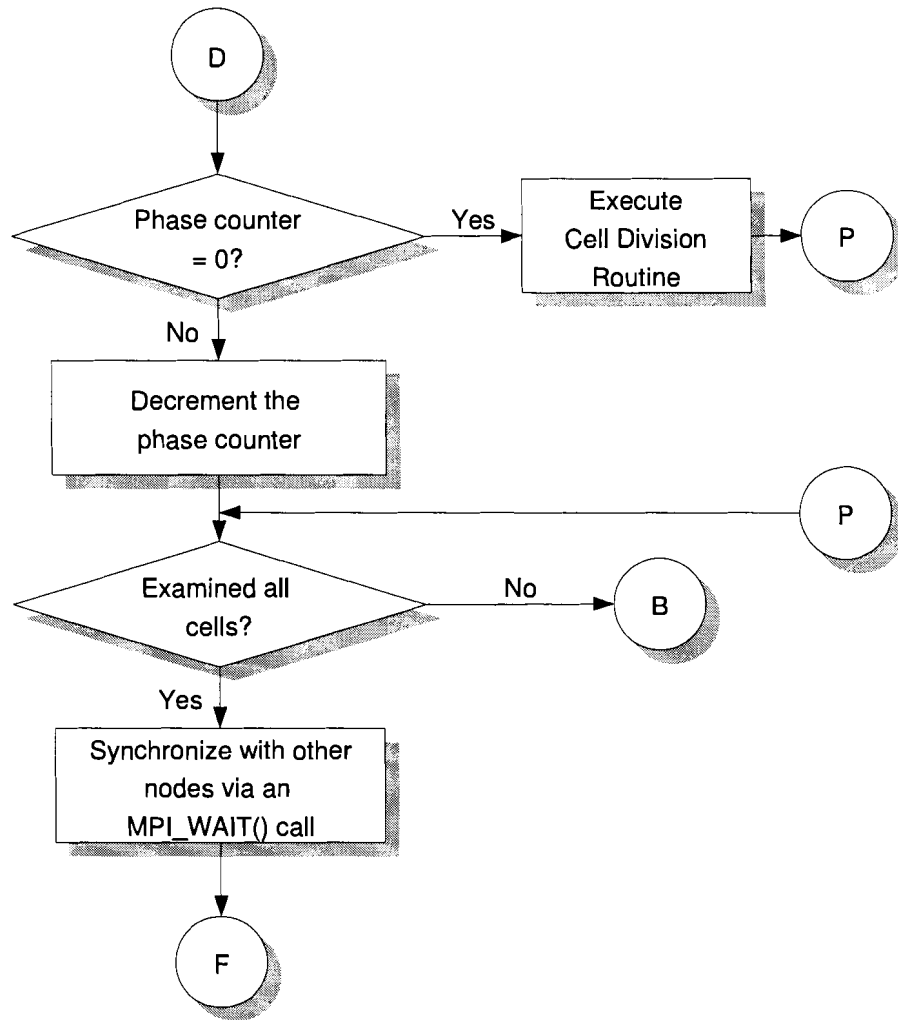 D
Phase counter
= 0?
Yes
Execute
Cell Division
Routine
P
No
Decrement the
phase counter
P
Examined all
cells?
No
B
Yes
Synchronize with other
nodes via an
MPI_WAIT() call
F